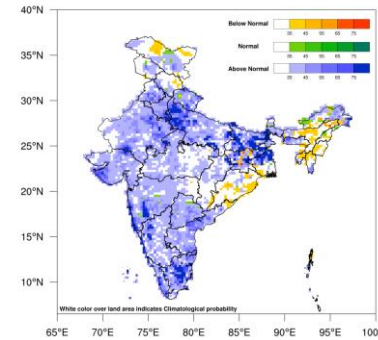 40°N
35°N
30°N
25°N
20°N
15°N
10°N
65°E 70°E 75°E 80°E 85°E 90°E 95°E 100
Below Normal
35 45 55 65 75
Normal
35 45 55 65 75
Above Normal
35 45 55 65 75
White color over land area indicates Climatological probability